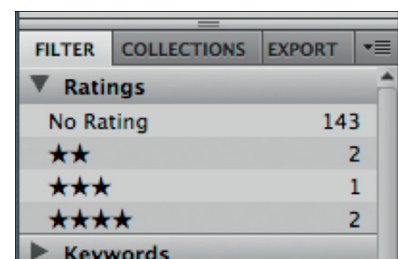 FILTER COLLECTIONS EXPORT
Ratings
No Rating 143
★★ 2
★★★ 1
★★★★ 2
Keywords